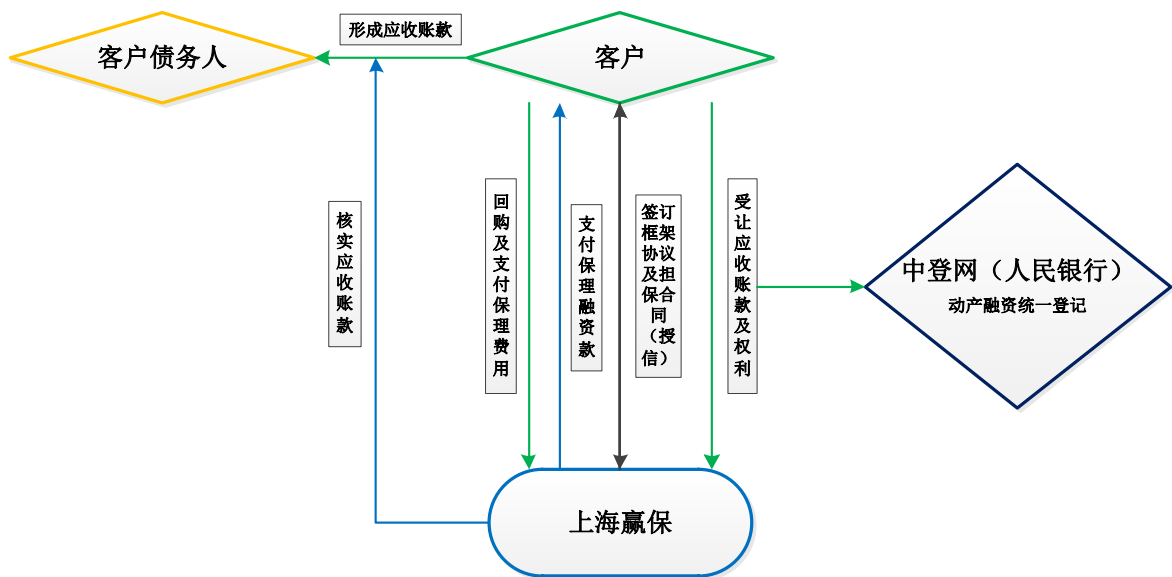 形成应收账款
客户债务人
客户
核实应收账款
回购及支付保理费用
支付保理融资款
签订
框架
协议
及担
保合
同
（授
信）
受让应收账款及权利
中登网（人民银行）
动产融资统一登记
上海赢保